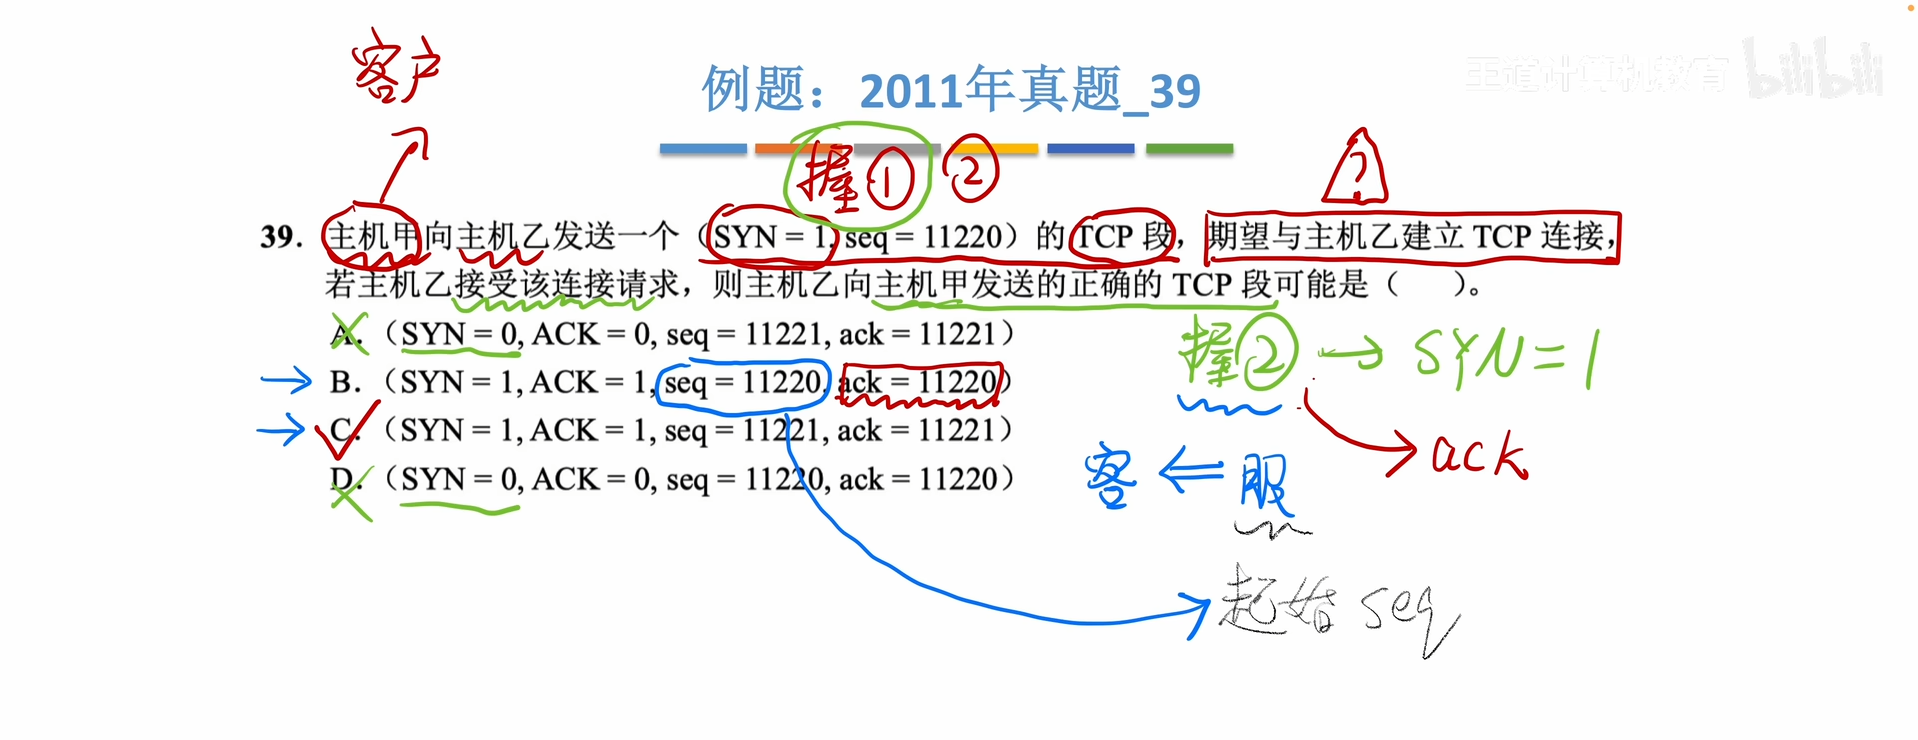 客户
王道计算机教育 bilibili
例题：2011年真题_39
握① ②
?
39. 主机甲向主机乙发送一个（SYN = 1, seq = 11220）的 TCP 段，期望与主机乙建立 TCP 连接，
若主机乙接受该连接请求，则主机乙向主机甲发送的正确的 TCP 段可能是（ ）。
A.（SYN = 0, ACK = 0, seq = 11221, ack = 11221）
握② → SYN=1
B.（SYN = 1, ACK = 1, seq = 11220, ack = 11220）
C.（SYN = 1, ACK = 1, seq = 11221, ack = 11221）
ack
D.（SYN = 0, ACK = 0, seq = 11220, ack = 11220）
客 ⇐ 服
起始 seq